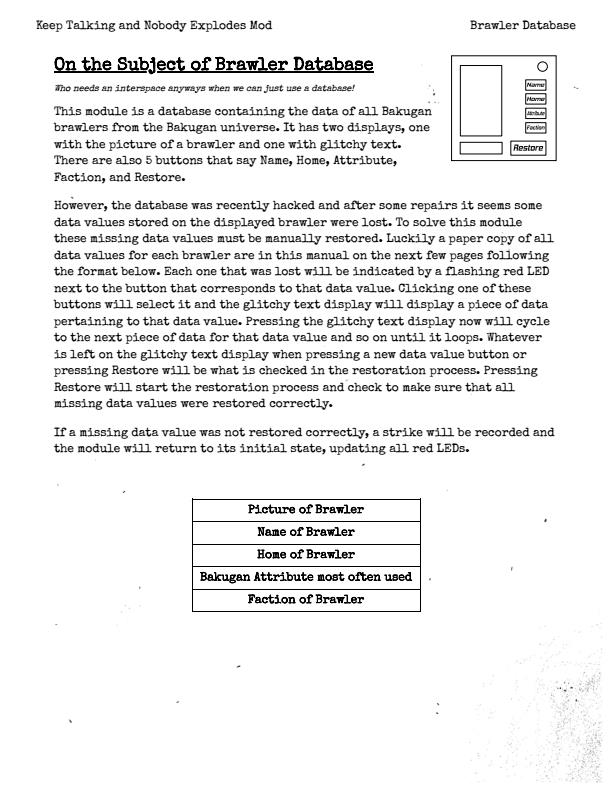 Keep Talking and Nobody Explodes Mod
Brawler Database
On the Subject of Brawler Database
Who needs an interspace anyways when we can just use a database!
Name
Home
Attribute
Faction
Restore
This module is a database containing the data of all Bakugan
brawlers from the Bakugan universe. It has two displays, one
with the picture of a brawler and one with glitchy text.
There are also 5 buttons that say Name, Home, Attribute,
Faction, and Restore.
However, the database was recently hacked and after some repairs it seems some
data values stored on the displayed brawler were lost. To solve this module
these missing data values must be manually restored. Luckily a paper copy of all
data values for each brawler are in this manual on the next few pages following
the format below. Each one that was lost will be indicated by a flashing red LED
next to the button that corresponds to that data value. Clicking one of these
buttons will select it and the glitchy text display will display a piece of data
pertaining to that data value. Pressing the glitchy text display now will cycle
to the next piece of data for that data value and so on until it loops. Whatever
is left on the glitchy text display when pressing a new data value button or
pressing Restore will be what is checked in the restoration process. Pressing
Restore will start the restoration process and check to make sure that all
missing data values were restored correctly.
If a missing data value was not restored correctly, a strike will be recorded and
the module will return to its initial state, updating all red LEDs.
Picture of Brawler
Name of Brawler
Home of Brawler
Bakugan Attribute most often used
Faction of Brawler